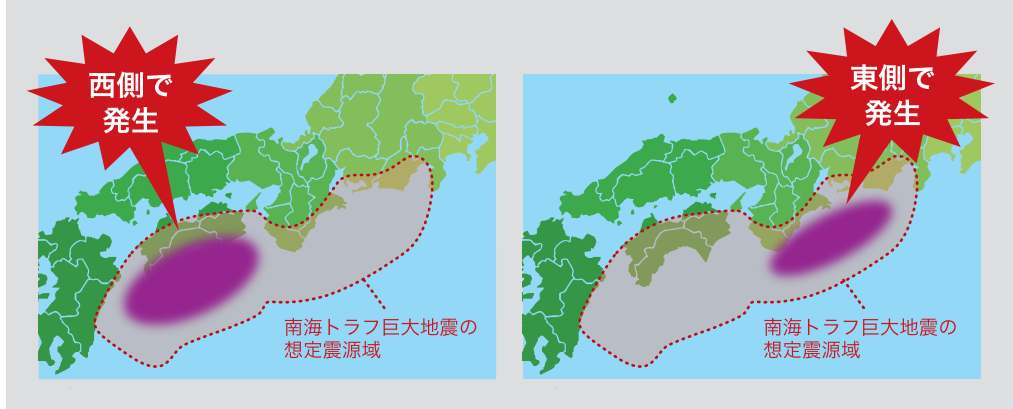 西側で
発生
南海トラフ巨大地震の
想定震源域
東側で
発生
南海トラフ巨大地震の
想定震源域